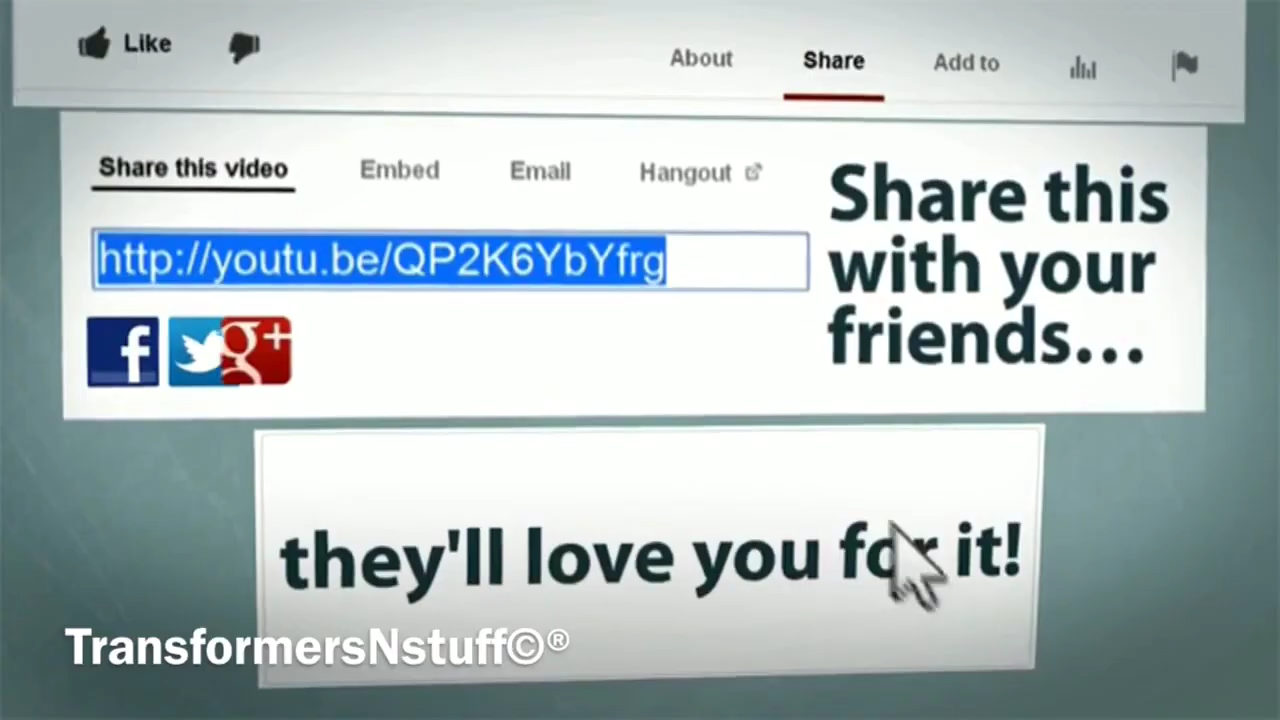 Like
About Share Add to
Share this video Embed Email Hangout
http://youtu.be/QP2K6YbYfrg
f g+
Share this
with your
friends...
they'll love you for it!
TransformersNstuff©®